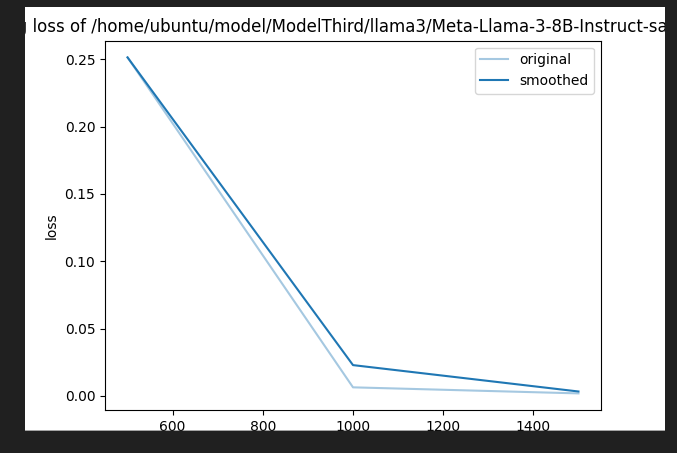 loss of /home/ubuntu/model/ModelThird/llama3/Meta-Llama-3-8B-Instruct-sa
original
smoothed
0.25
0.20
0.15
0.10
0.05
0.00
loss
600 800 1000 1200 1400